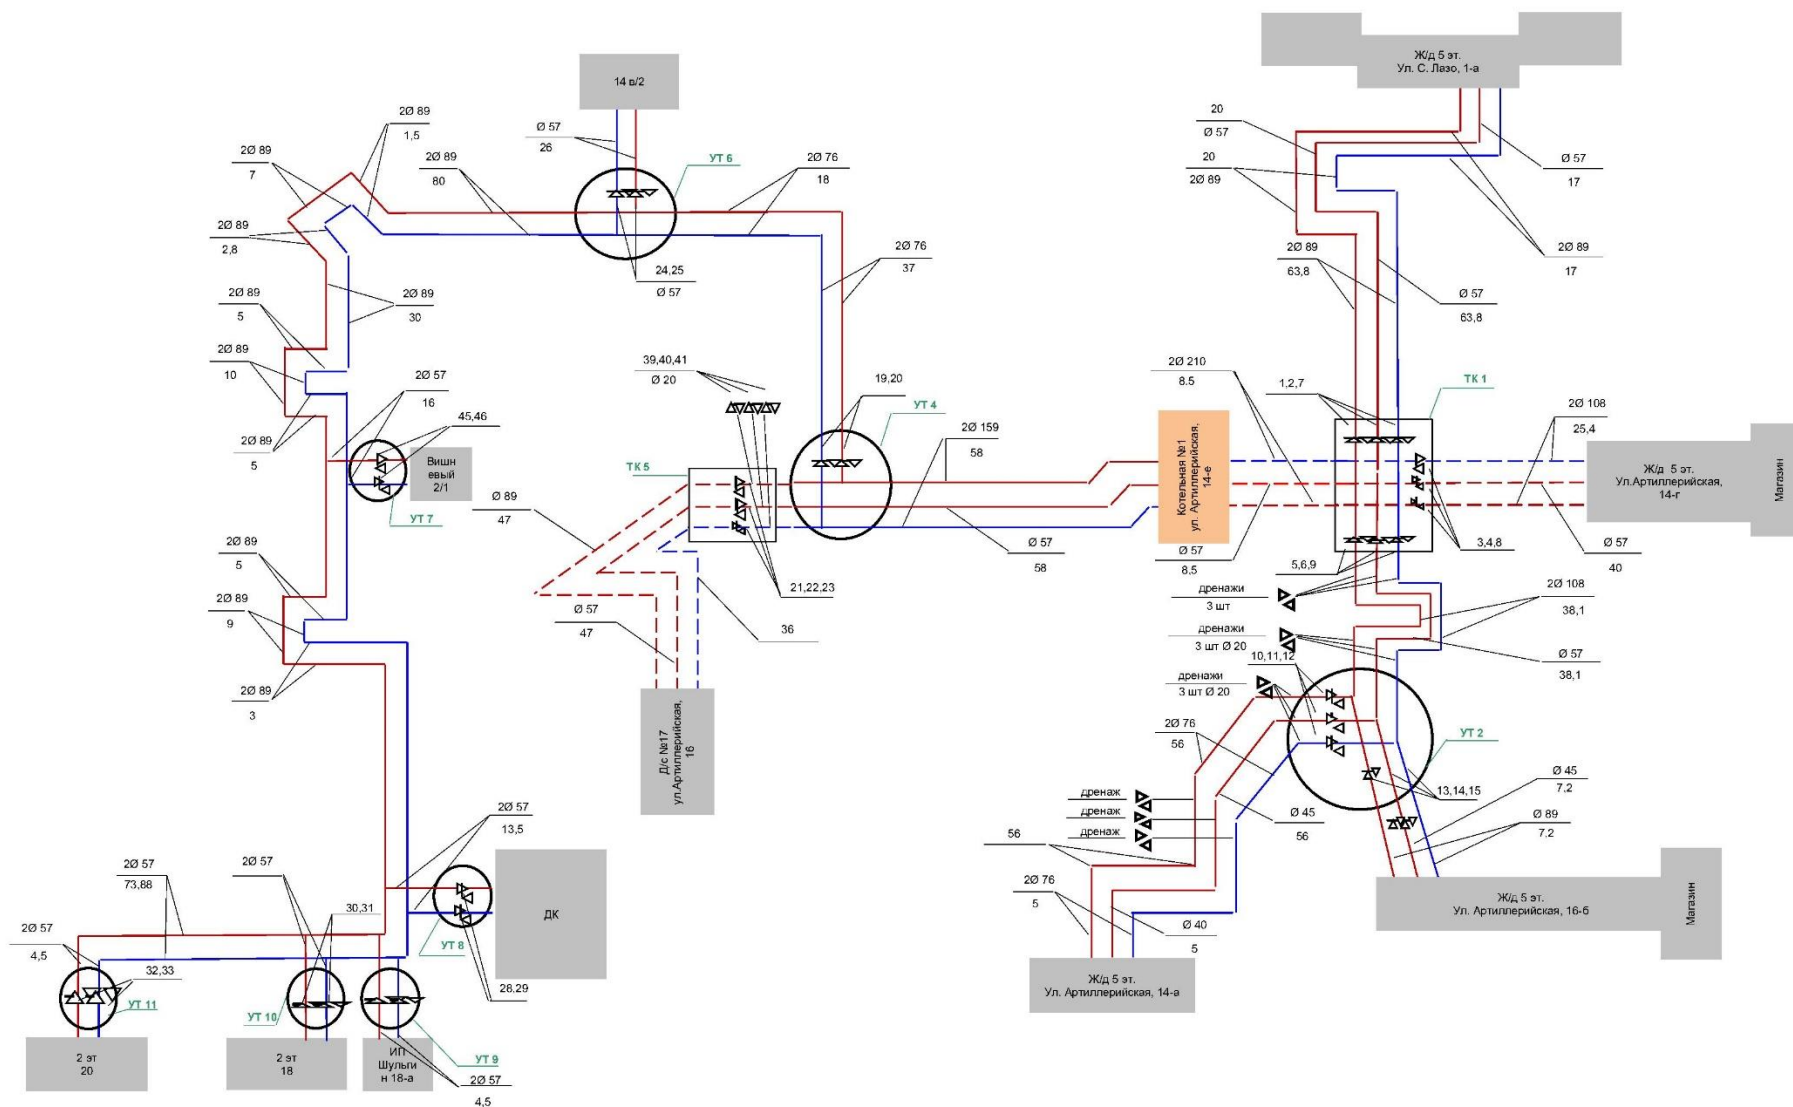 Ж/д 5 эт.
Ул. С. Лазо, 1-а
14 в/2
2Ø 89
1,5
20
Ø 57
Ø 57
26
2Ø 89
7
2Ø 89
80
УТ 6
2Ø 76
18
20
2Ø 89
Ø 57
17
2Ø 89
2,8
2Ø 76
37
2Ø 89
63,8
2Ø 89
17
24,25
Ø 57
2Ø 89
5
2Ø 89
30
Ø 57
63,8
2Ø 89
10
2Ø 57
16
39,40,41
Ø 20
19,20
2Ø 210
8.5
1,2,7
ТК 1
УТ 4
45,46
2Ø 108
25,4
2Ø 89
5
2Ø 159
58
Вишн
евый
2/1
ТК 5
Котельная №1
ул. Артиллерийская,
14-е
Ж/д 5 эт.
Ул.Артиллерийская,
14-г
Магазин
Ø 89
47
УТ 7
Ø 57
58
Ø 57
8,5
3,4,8
Ø 57
40
2Ø 89
5
5,6,9
21,22,23
дренажи
3 шт
2Ø 108
38,1
2Ø 89
9
Ø 57
47
36
дренажи
3 шт Ø 20
10,11,12
Ø 57
38,1
2Ø 89
3
дренажи
3 шт Ø 20
Д/с №17
ул.Артиллерийская,
16
2Ø 76
56
УТ 2
Ø 45
7,2
13,14,15
дренаж
дренаж
дренаж
Ø 45
56
Ø 89
7,2
2Ø 57
13,5
56
2Ø 57
73,88
2Ø 57
2Ø 76
5
Ж/д 5 эт.
Ул. Артиллерийская, 16-б
Магазин
30,31
ДК
2Ø 57
4,5
УТ 8
Ø 40
5
32,33
28,29
Ж/д 5 эт.
Ул. Артиллерийская, 14-а
УТ 11
УТ 10
2 эт
20
2 эт
18
ИП
Шульги
н 18-а
УТ 9
2Ø 57
4,5